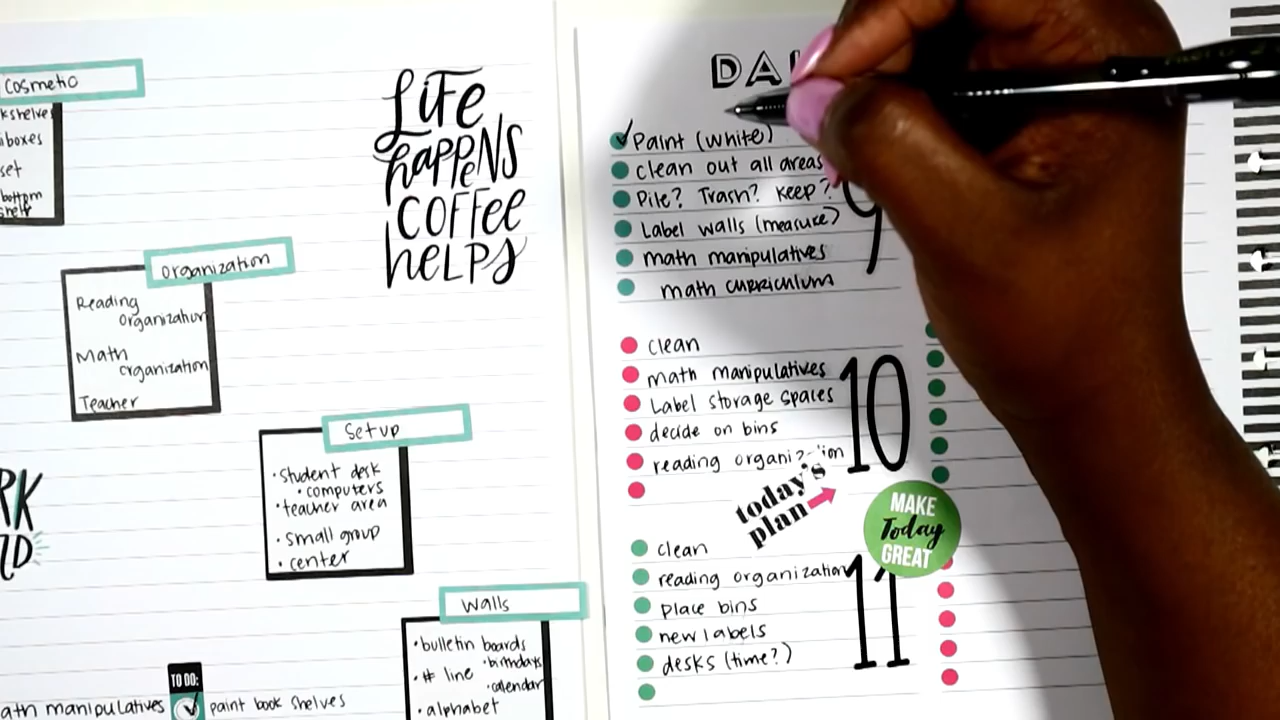 Cosmetic
set
bottom
Organization
Reading
organization
Math
organization
Teacher
Setup
• student desk
• computers
• teacher area
• small group
• center
Walls
• bulletin boards
• birthdays
• # line
• calendar
• alphabet
LIFE
happens
COFFEE
HELPS
TO DO:
manipulatives
paint book shelves
Paint (white)
clean out all areas
Pile? Trash? Keep?
Label walls (measure)
math manipulatives
math curriculum
9
clean
math manipulatives
Label storage spaces
decide on bins
reading organization
10
today's
plan
MAKE
Today
GREAT
clean
reading organization
place bins
new labels
desks (time?)
11